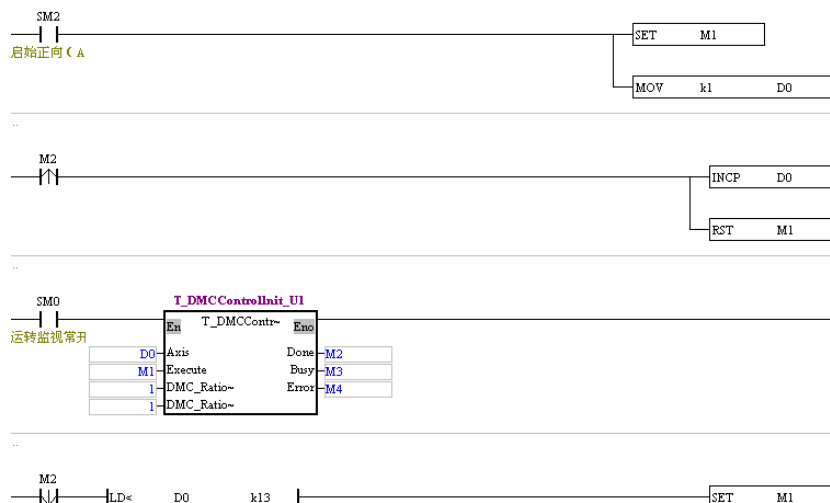 SM2
SET M1
启始正向（A
MOV k1 D0
..
M2
INCP D0
RST M1
..
SM0
T_DMCControlInit_U1
En T_DMCContr~ Eno
运转监视常开
D0 Axis Done M2
M1 Execute Busy M3
1 DMC_Ratio~ Error M4
1 DMC_Ratio~
..
M2
LD< D0 k13 SET M1